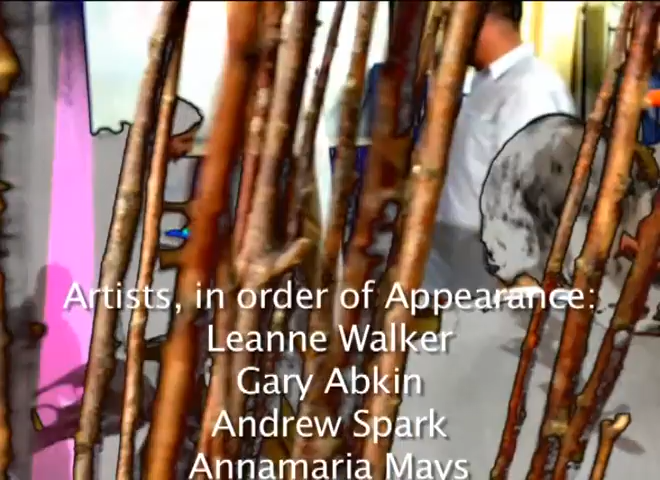 Artists, in order of Appearance:
Leanne Walker
Gary Abkin
Andrew Spark
Annamaria Mays